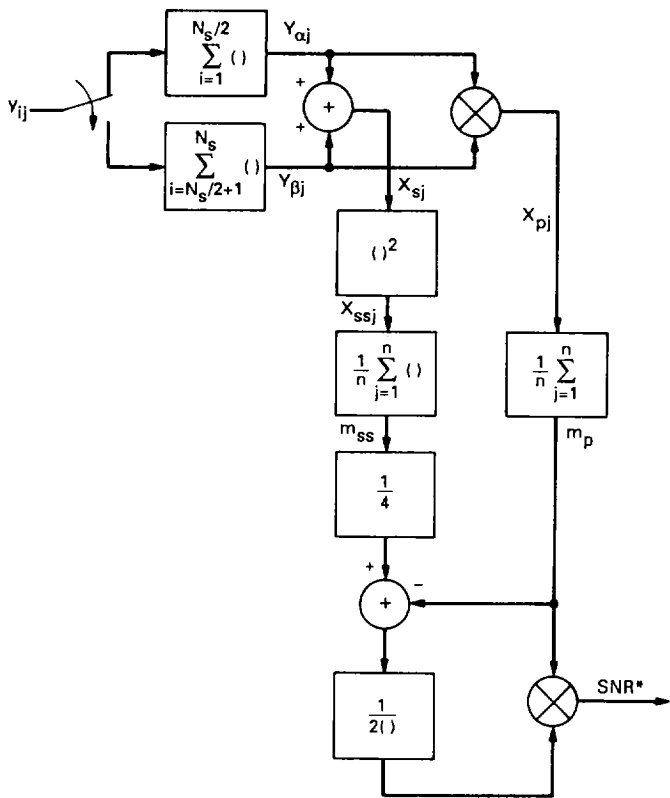 y_ij
N_s/2
∑ ( )
i=1
Y_αj
N_s
∑ ( )
i=N_s/2+1
Y_βj
+
+
+
X_sj
X_pj
( )²
X_ssj
1/n ∑ ( )
n
j=1
m_ss
1/n ∑
n
j=1
m_p
1/4
+
−
+
1/2( )
SNR*